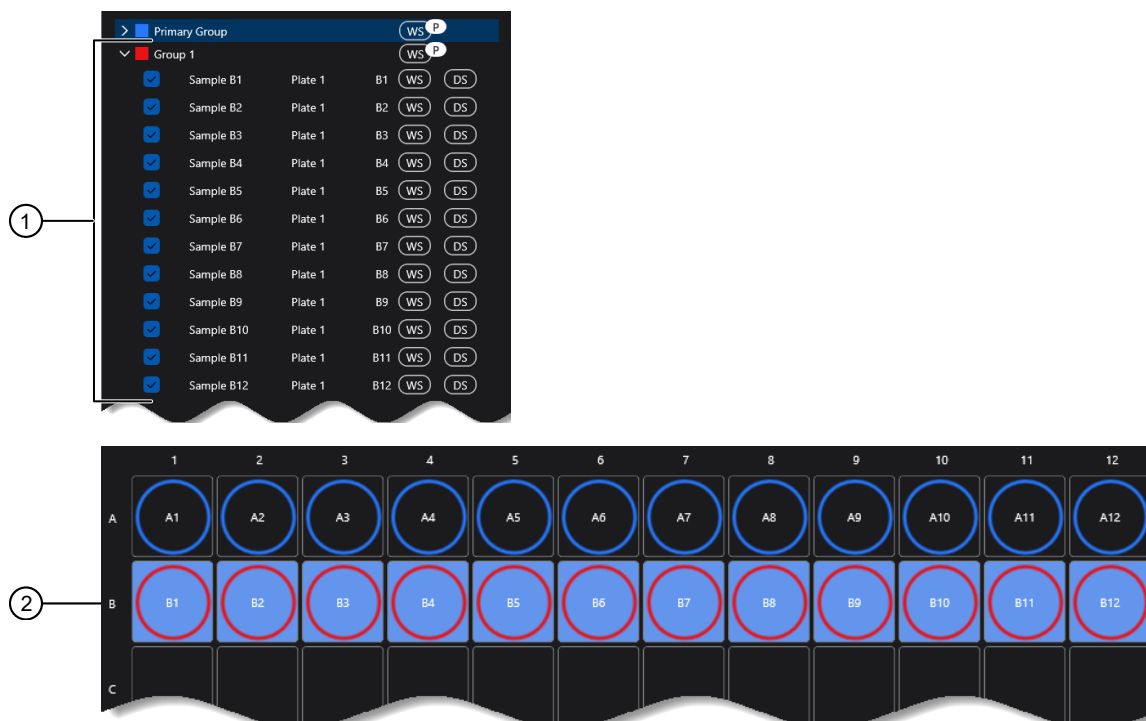 Primary Group WS P
Group 1 WS P
Sample B1 Plate 1 B1 WS DS
Sample B2 Plate 1 B2 WS DS
Sample B3 Plate 1 B3 WS DS
Sample B4 Plate 1 B4 WS DS
Sample B5 Plate 1 B5 WS DS
1
Sample B6 Plate 1 B6 WS DS
Sample B7 Plate 1 B7 WS DS
Sample B8 Plate 1 B8 WS DS
Sample B9 Plate 1 B9 WS DS
Sample B10 Plate 1 B10 WS DS
Sample B11 Plate 1 B11 WS DS
Sample B12 Plate 1 B12 WS DS
1 2 3 4 5 6 7 8 9 10 11 12
A A1 A2 A3 A4 A5 A6 A7 A8 A9 A10 A11 A12
2 B B1 B2 B3 B4 B5 B6 B7 B8 B9 B10 B11 B12
C